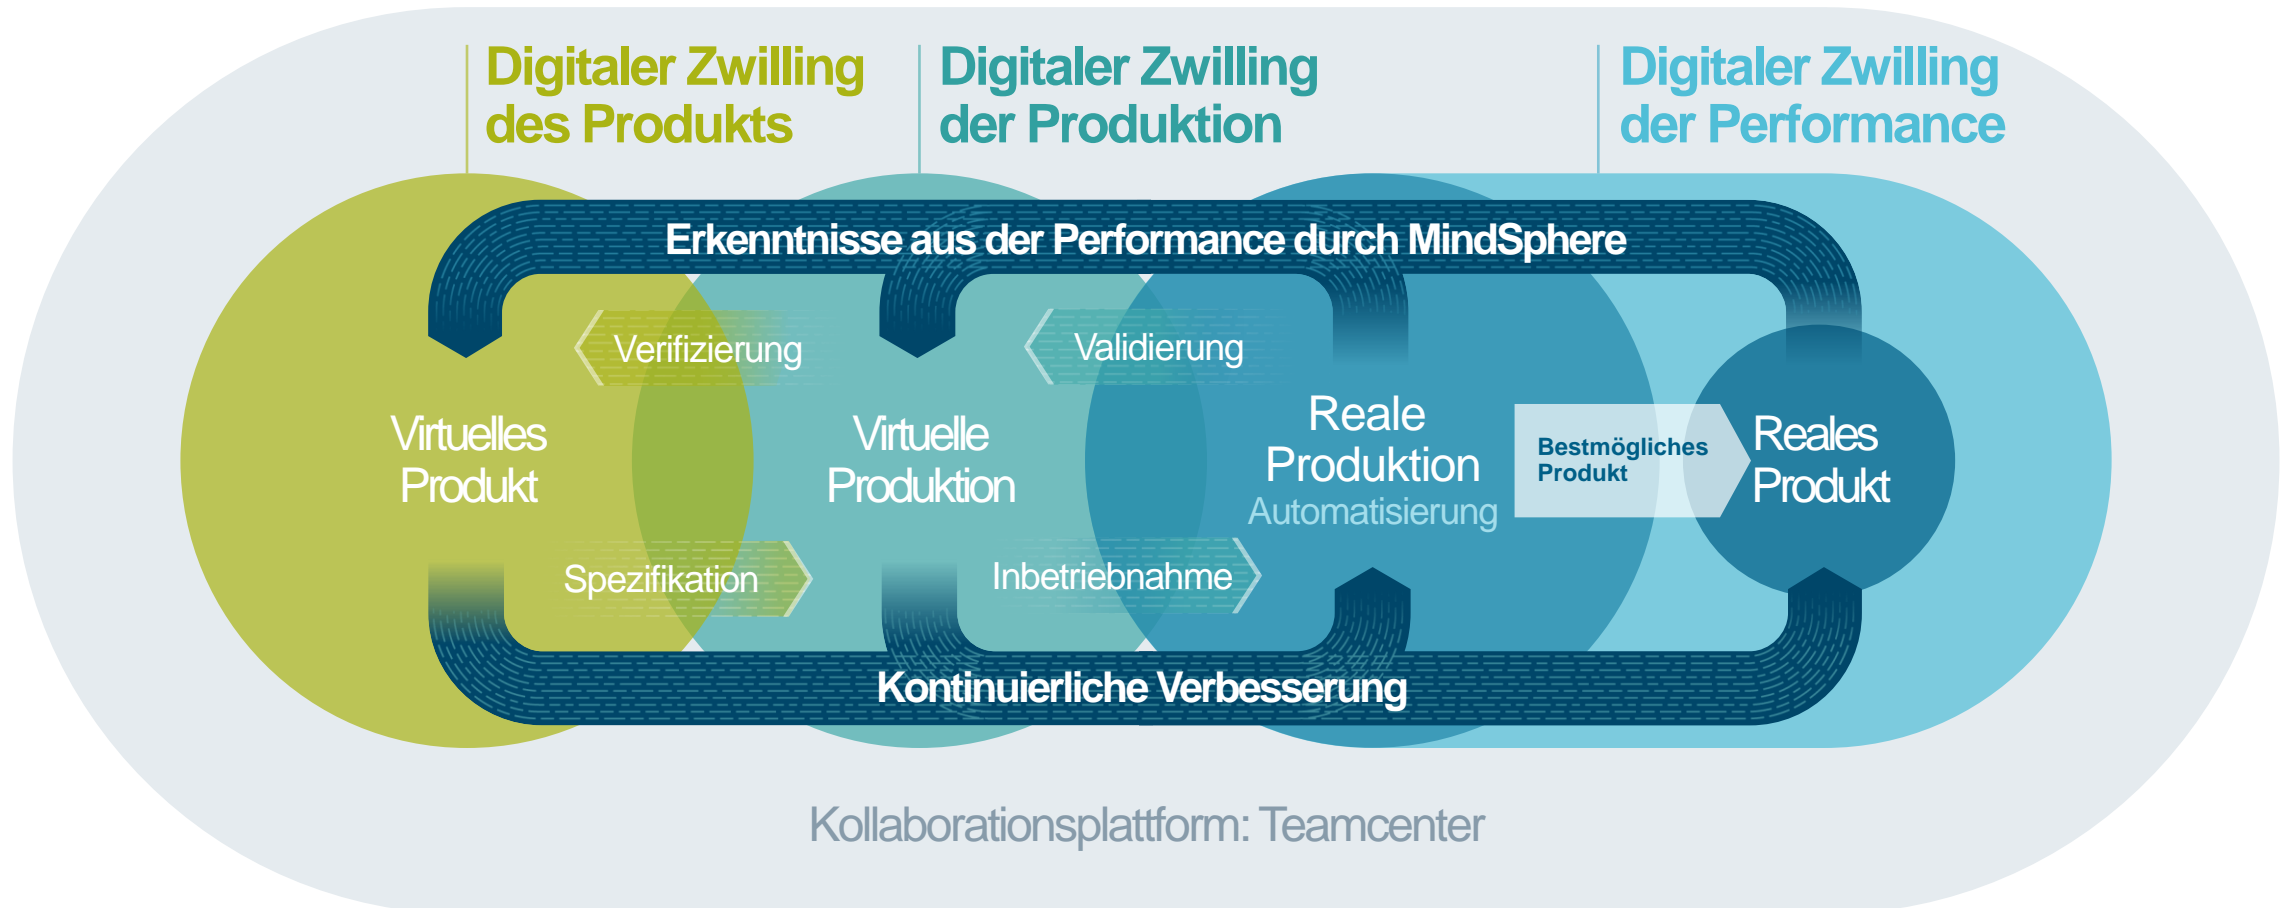 Digitaler Zwilling
des Produkts
Digitaler Zwilling
der Produktion
Digitaler Zwilling
der Performance
Erkenntnisse aus der Performance durch MindSphere
Verifizierung
Validierung
Virtuelles
Produkt
Virtuelle
Produktion
Reale
Produktion
Automatisierung
Bestmögliches
Produkt
Reales
Produkt
Spezifikation
Inbetriebnahme
Kontinuierliche Verbesserung
Kollaborationsplattform: Teamcenter